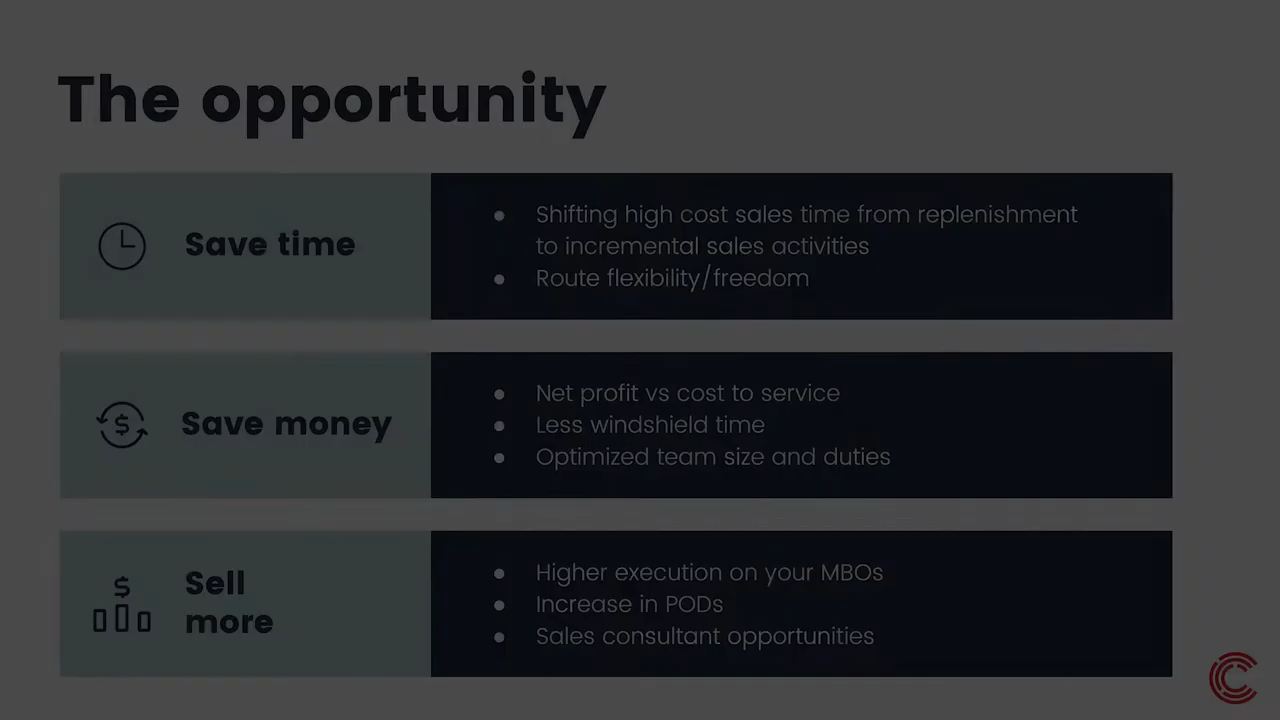 The opportunity
Save time
● Shifting high cost sales time from replenishment
to incremental sales activities
● Route flexibility/freedom
Save money
● Net profit vs cost to service
● Less windshield time
● Optimized team size and duties
$
Sell
more
● Higher execution on your MBOs
● Increase in PODs
● Sales consultant opportunities